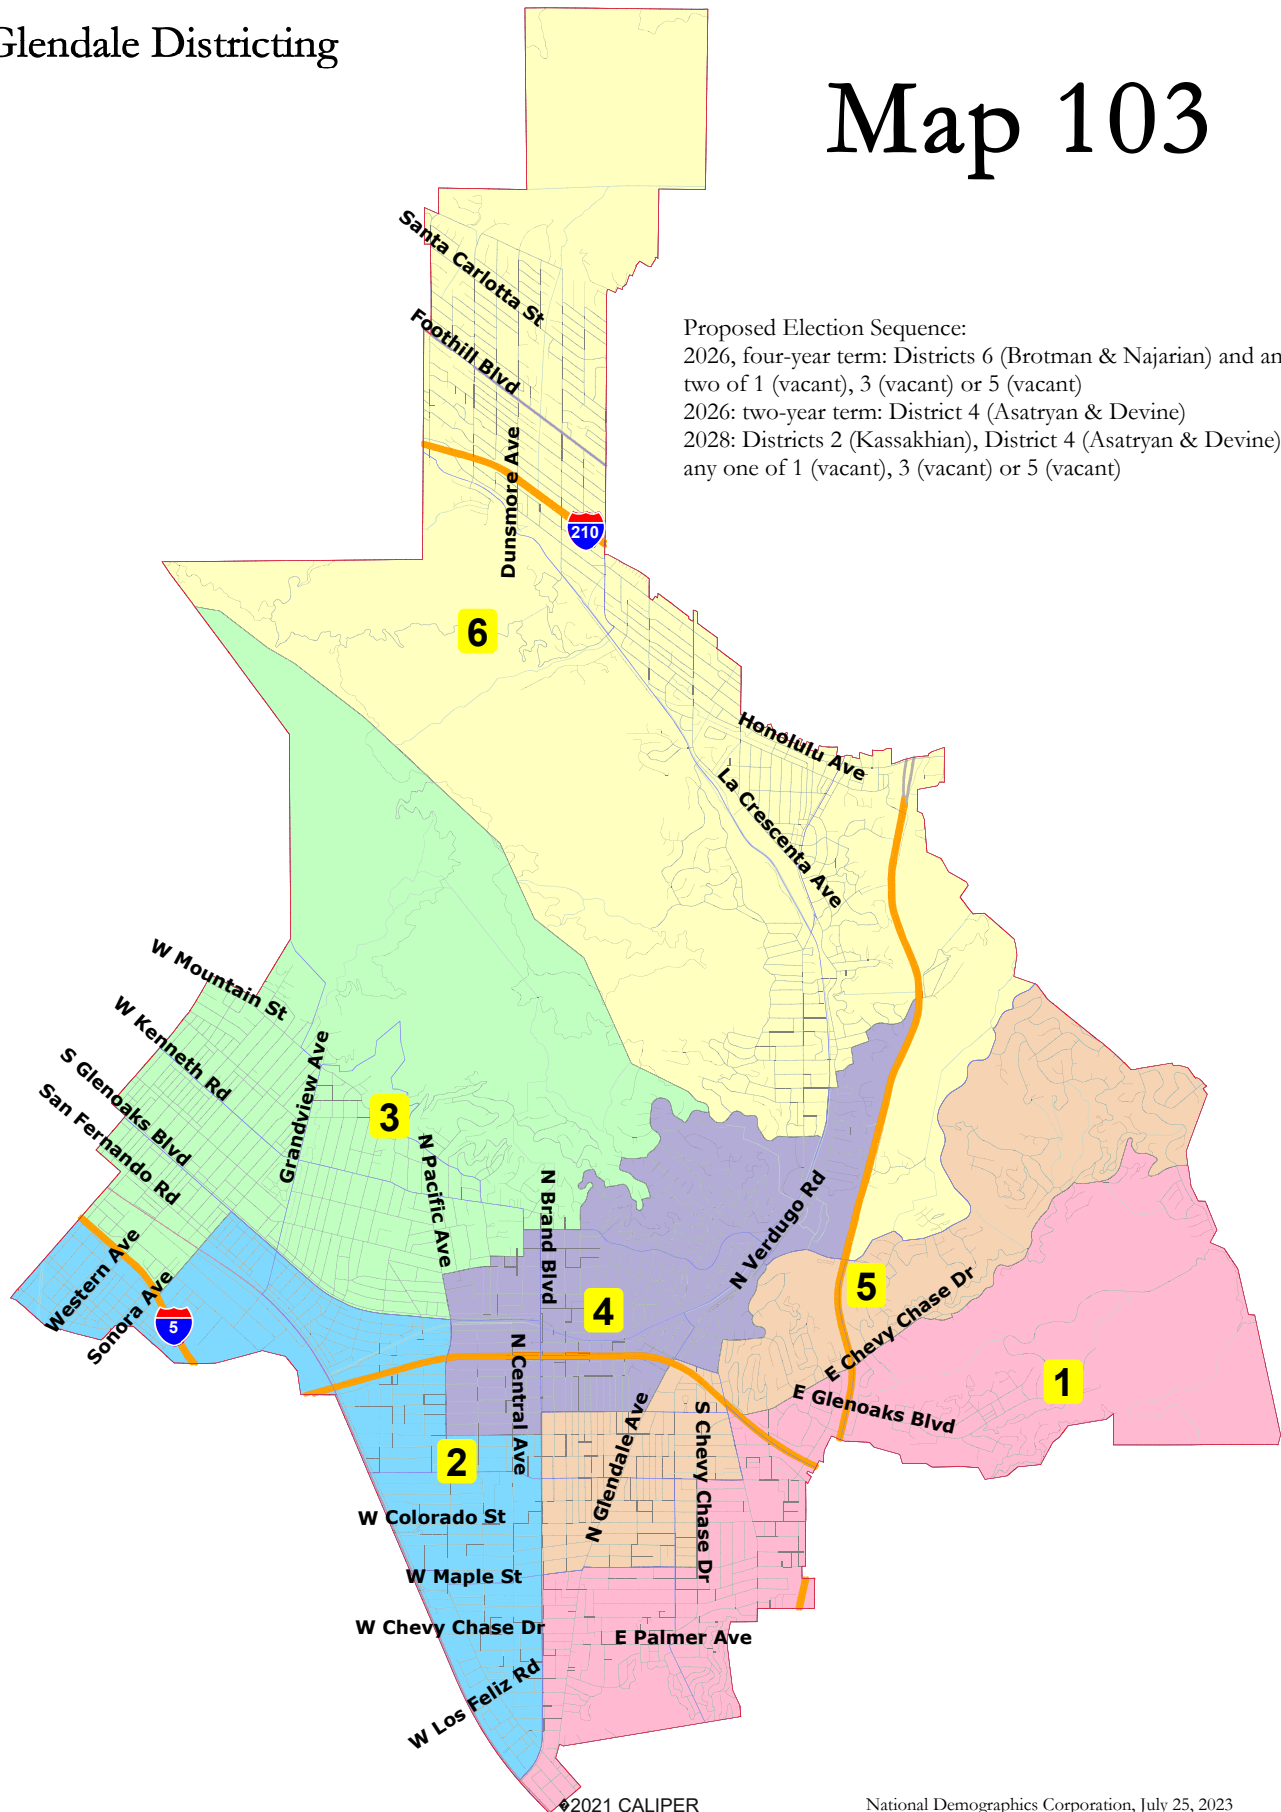 Glendale Districting
Map 103
Proposed Election Sequence:
2026, four-year term: Districts 6 (Brotman & Najarian) and an
two of 1 (vacant), 3 (vacant) or 5 (vacant)
2026: two-year term: District 4 (Asatryan & Devine)
2028: Districts 2 (Kassakhian), District 4 (Asatryan & Devine)
any one of 1 (vacant), 3 (vacant) or 5 (vacant)
Santa Carlotta St
Foothill Blvd
Dunsmore Ave
210
6
Honolulu Ave
La Crescenta Ave
W Mountain St
W Kenneth Rd
S Glenoaks Blvd
San Fernando Rd
Grandview Ave
3
N Pacific Ave
N Brand Blvd
N Verdugo Rd
Western Ave
Sonora Ave
5
4
5
E Chevy Chase Dr
N Central Ave
1
E Glenoaks Blvd
2
N Glendale Ave
S Chevy Chase Dr
W Colorado St
W Maple St
W Chevy Chase Dr
E Palmer Ave
W Los Feliz Rd
�2021 CALIPER
National Demographics Corporation, July 25, 2023